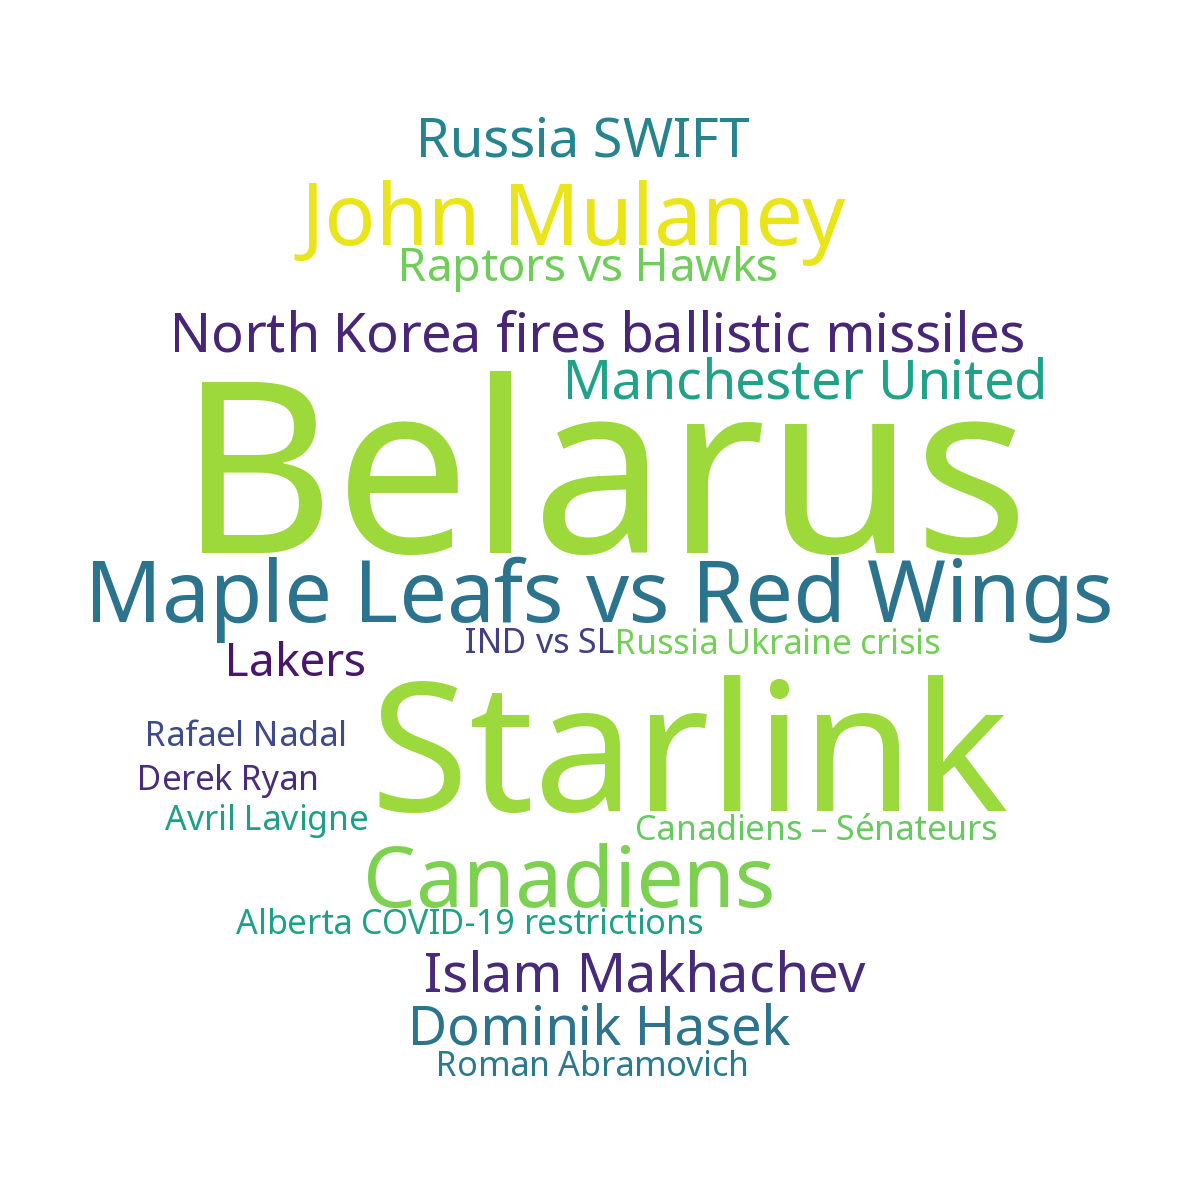 Russia SWIFT
John Mulaney
Raptors vs Hawks
North Korea fires ballistic missiles
Manchester United
Belarus
Maple Leafs vs Red Wings
IND vs SL
Russia Ukraine crisis
Lakers
Starlink
Rafael Nadal
Derek Ryan
Avril Lavigne
Canadiens – Sénateurs
Canadiens
Alberta COVID-19 restrictions
Islam Makhachev
Dominik Hasek
Roman Abramovich